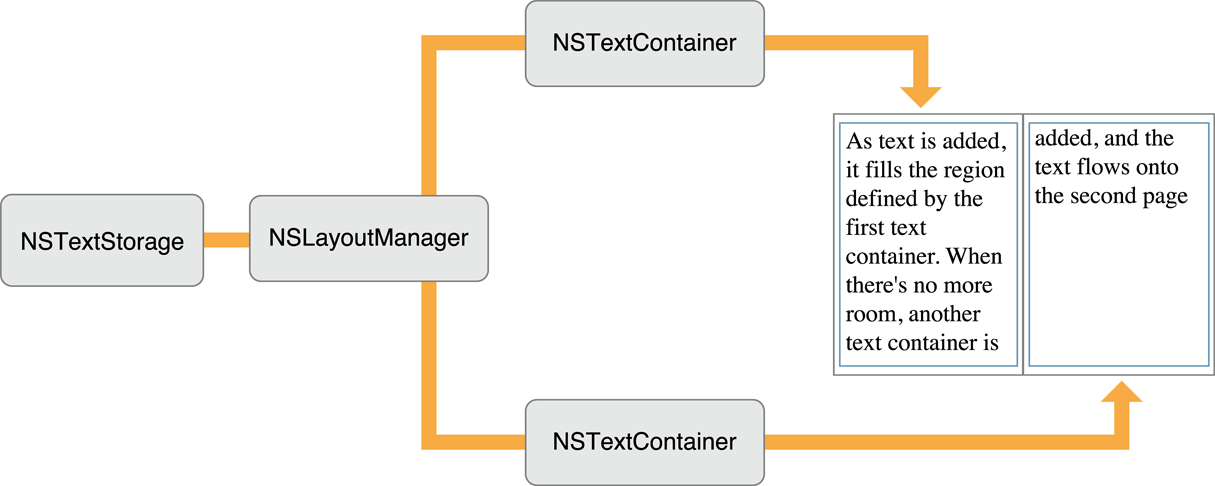 NSTextContainer
NSTextStorage
NSLayoutManager
NSTextContainer
As text is added,
it fills the region
defined by the
first text
container. When
there's no more
room, another
text container is
added, and the
text flows onto
the second page